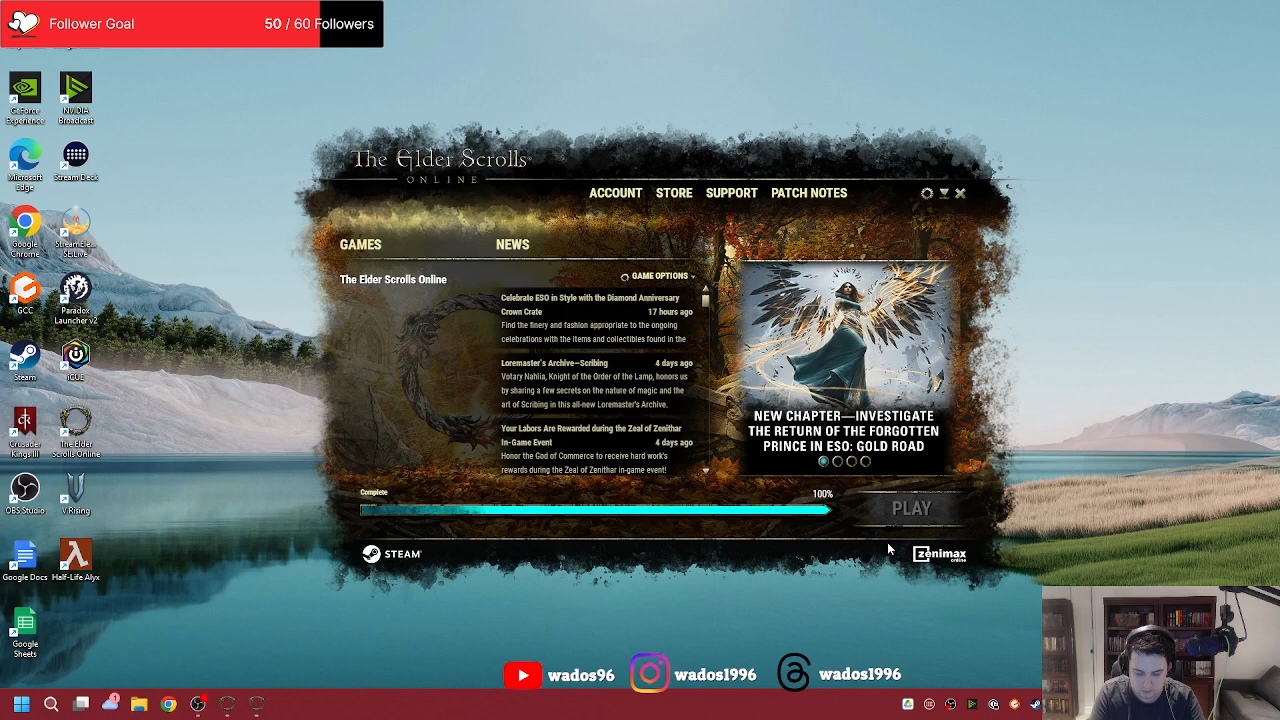 Follower Goal 50 / 60 Followers
GeForce Experience
NVIDIA Broadcast
Microsoft Edge
Stream Deck
Google Chrome
StreamEle... SE.Live
GCC
Paradox Launcher v2
Steam
iCUE
Crusader Kings III
The Elder Scrolls Online
OBS Studio
V Rising
Google Docs
Half-Life Alyx
Google Sheets
The Elder Scrolls
ONLINE
ACCOUNT STORE SUPPORT PATCH NOTES
GAMES NEWS
The Elder Scrolls Online
GAME OPTIONS
Celebrate ESO in Style with the Diamond Anniversary
Crown Crate 17 hours ago
Find the finery and fashion appropriate to the ongoing
celebrations with the items and collectibles found in the
Loremaster's Archive—Scribing 4 days ago
Votary Nahlia, Knight of the Order of the Lamp, honors us
by sharing a few secrets on the nature of magic and the
art of Scribing in this all-new Loremaster's Archive.
Your Labors Are Rewarded during the Zeal of Zenithar
In-Game Event 4 days ago
Honor the God of Commerce to receive hard work's
rewards during the Zeal of Zenithar in-game event!
NEW CHAPTER—INVESTIGATE
THE RETURN OF THE FORGOTTEN
PRINCE IN ESO: GOLD ROAD
Complete 100%
PLAY
STEAM
zenimax
online
wados96 wados1996 wados1996
1